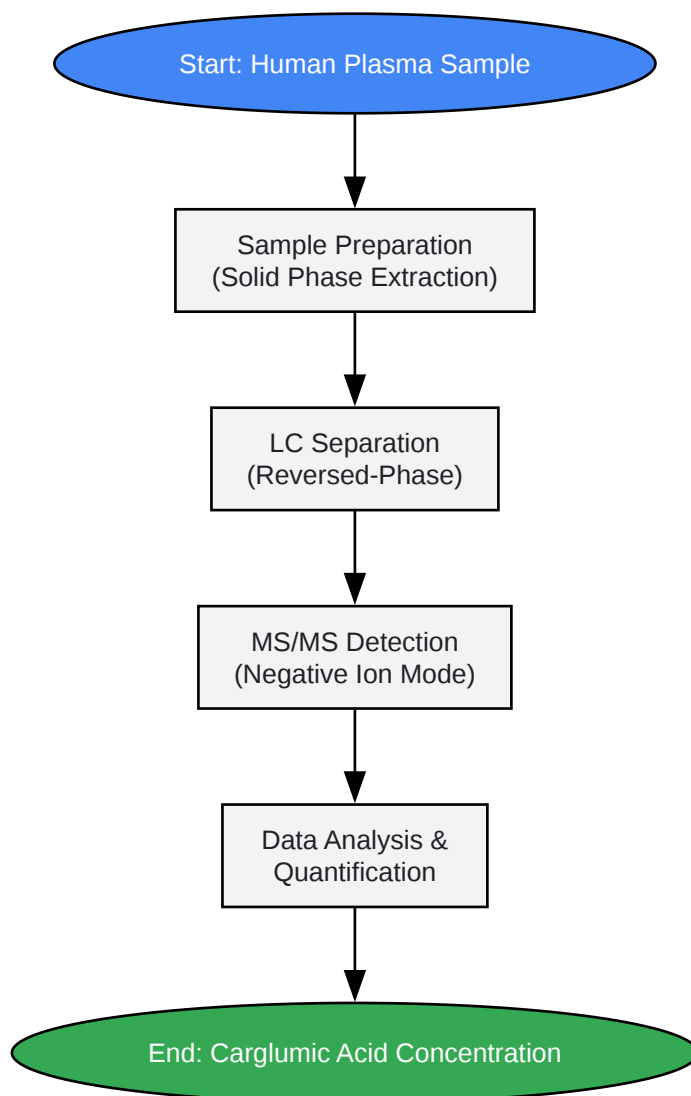 Start: Human Plasma Sample
Sample Preparation
(Solid Phase Extraction)
LC Separation
(Reversed-Phase)
MS/MS Detection
(Negative Ion Mode)
Data Analysis &
Quantification
End: Carglumic Acid Concentration